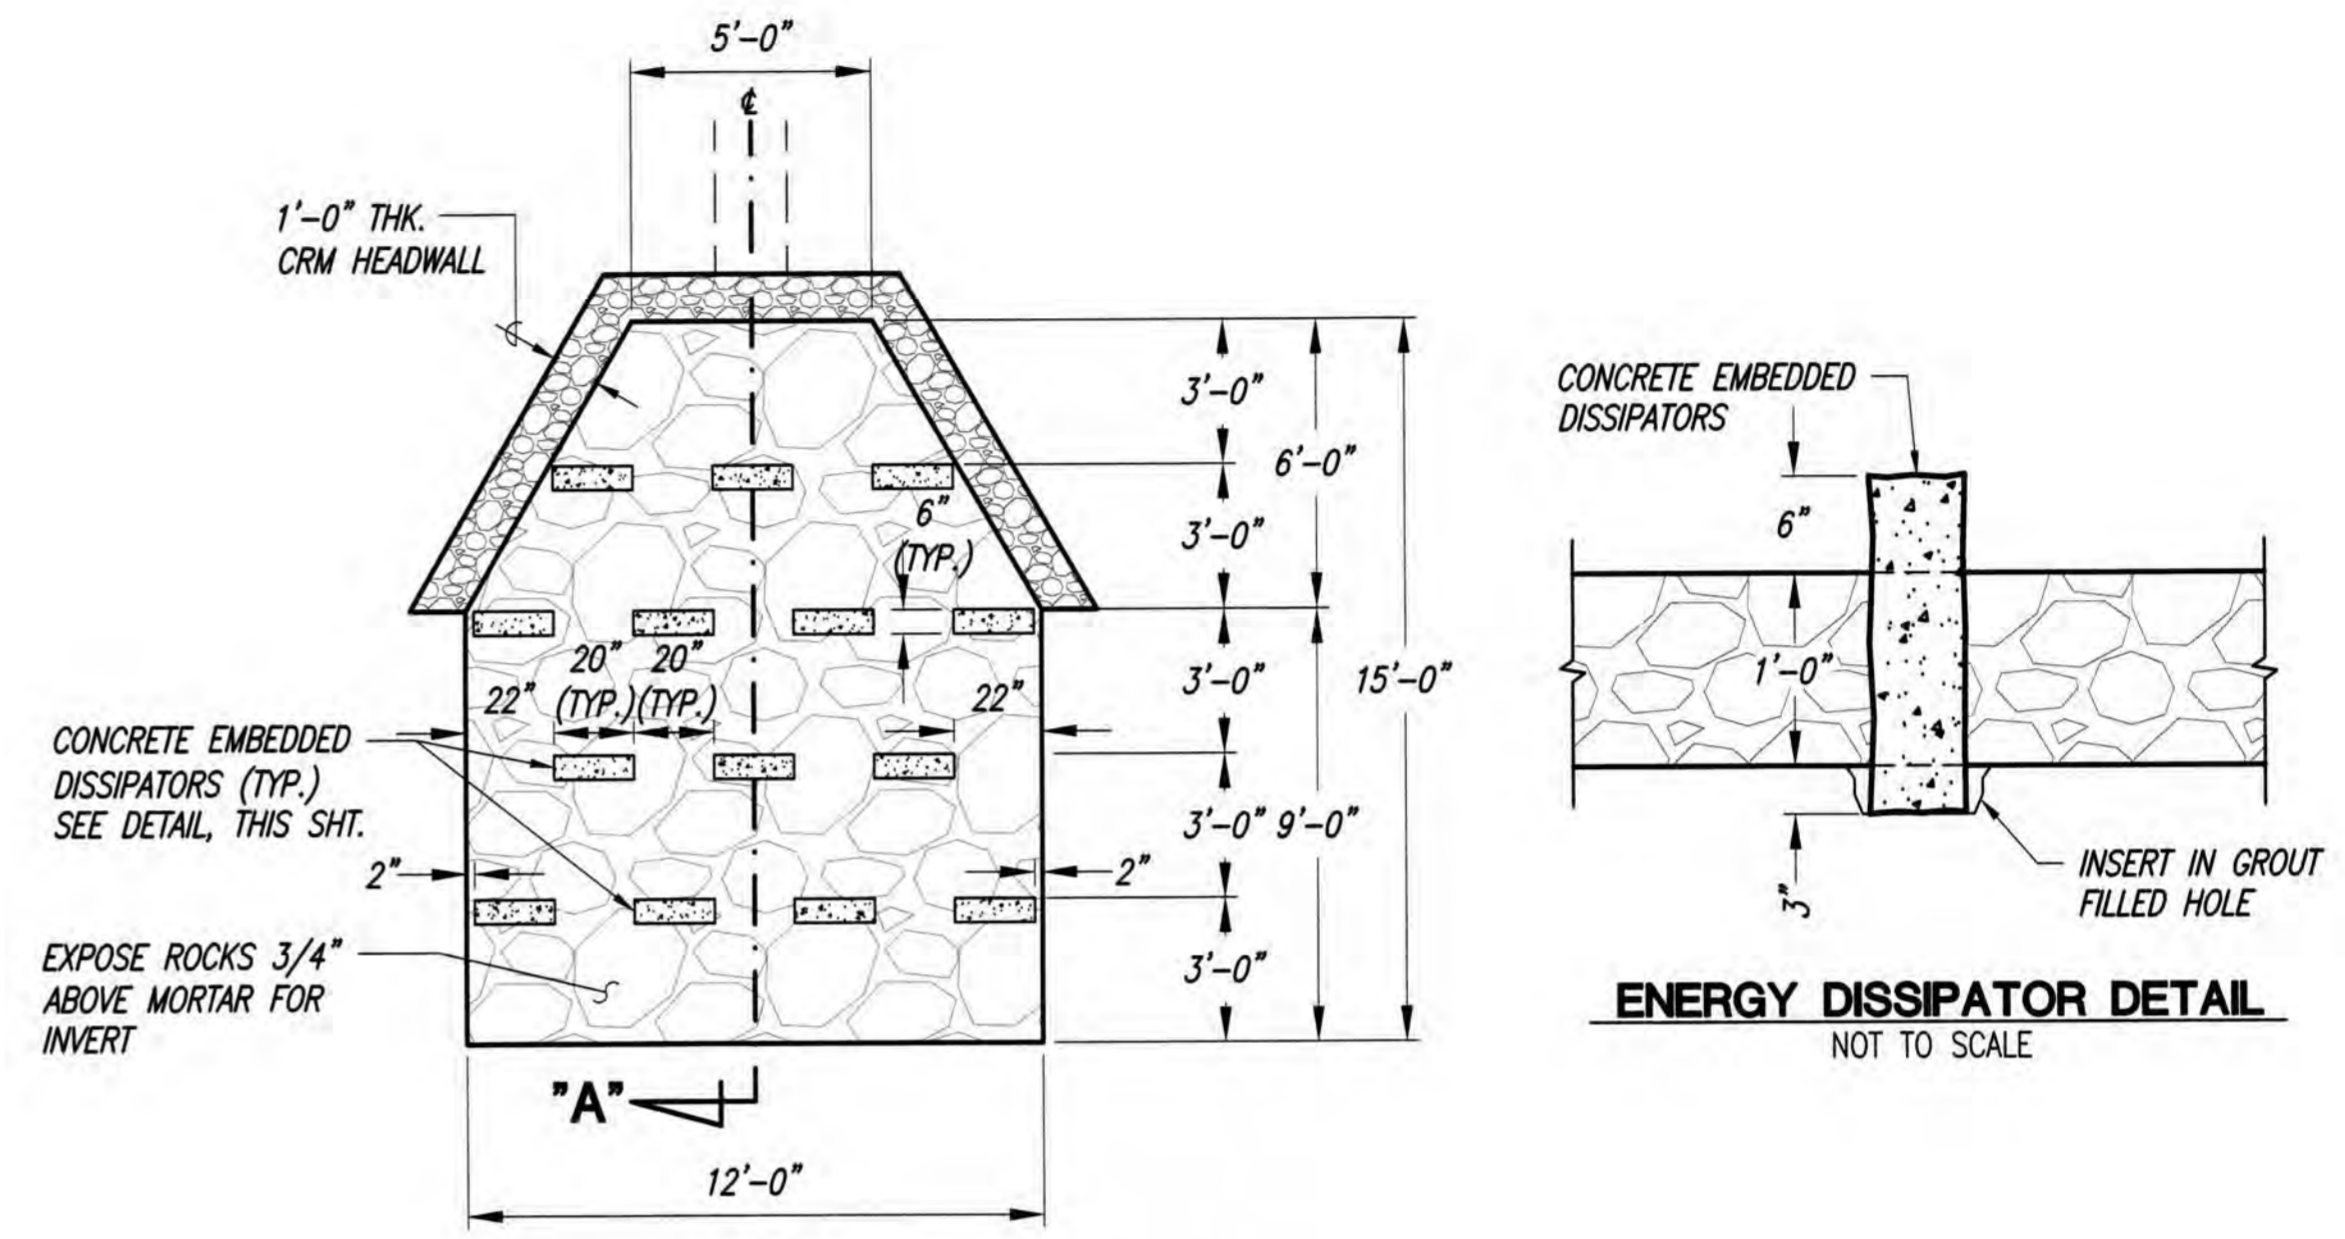 5'-0"
℄
1'-0" THK.
CRM HEADWALL
3'-0"
6'-0"
3'-0"
6"
(TYP.)
20" 20"
22" (TYP.) (TYP.) 22"
3'-0"
15'-0"
CONCRETE EMBEDDED
DISSIPATORS (TYP.)
SEE DETAIL, THIS SHT.
3'-0" 9'-0"
2" 2"
EXPOSE ROCKS 3/4"
ABOVE MORTAR FOR
INVERT
3'-0"
"A"
12'-0"
CONCRETE EMBEDDED
DISSIPATORS
6"
1'-0"
3"
INSERT IN GROUT
FILLED HOLE
ENERGY DISSIPATOR DETAIL
NOT TO SCALE